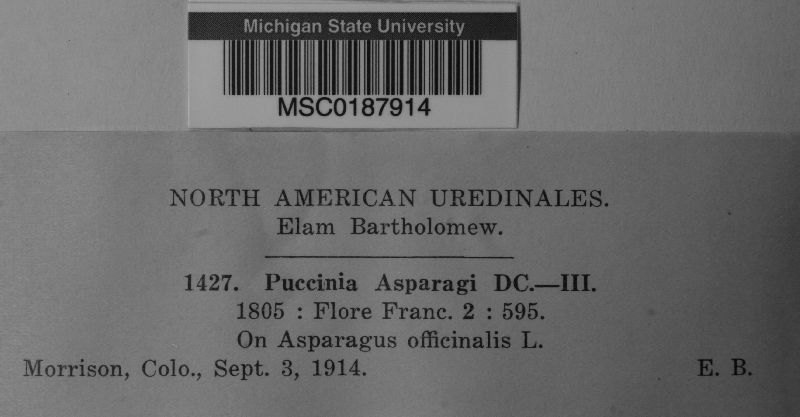 Michigan State University
MSC0187914
NORTH AMERICAN UREDINALES.
Elam Bartholomew.
1427. Puccinia Asparagi DC.—III.
1805 : Flore Franc. 2 : 595.
On Asparagus officinalis L.
Morrison, Colo., Sept. 3, 1914. E. B.